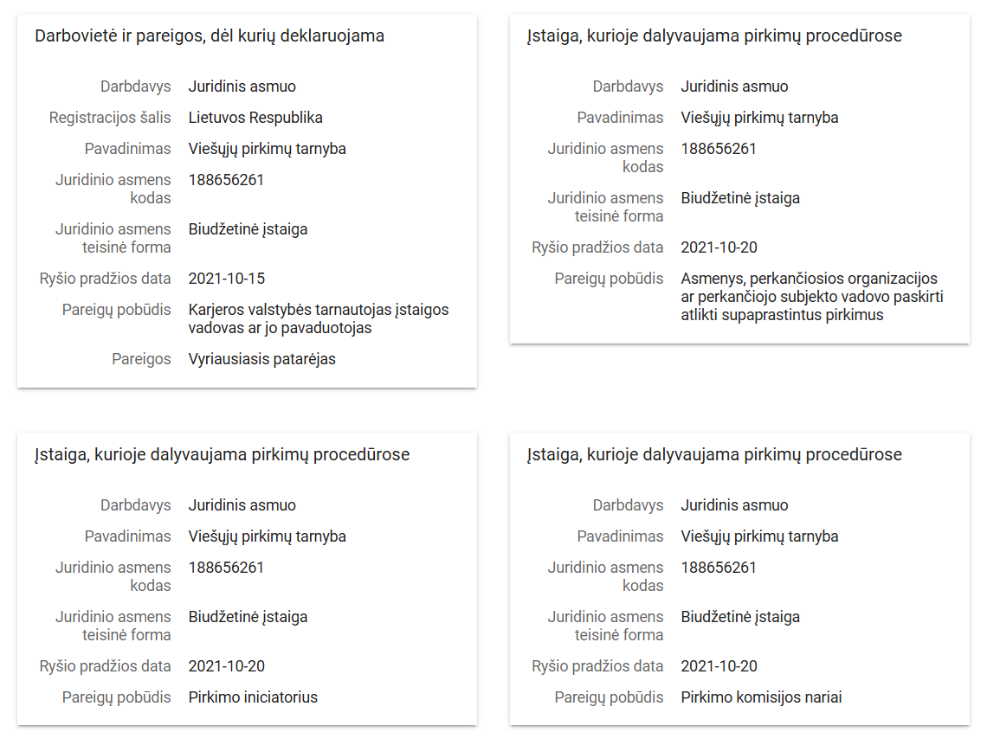 Darbovietė ir pareigos, dėl kurių deklaruojama
Darbdavys Juridinis asmuo
Registracijos šalis Lietuvos Respublika
Pavadinimas Viešųjų pirkimų tarnyba
Juridinio asmens kodas 188656261
Juridinio asmens teisinė forma Biudžetinė įstaiga
Ryšio pradžios data 2021-10-15
Pareigų pobūdis Karjeros valstybės tarnautojas įstaigos
vadovas ar jo pavaduotojas
Pareigos Vyriausiasis patarėjas
Įstaiga, kurioje dalyvaujama pirkimų procedūrose
Darbdavys Juridinis asmuo
Pavadinimas Viešųjų pirkimų tarnyba
Juridinio asmens kodas 188656261
Juridinio asmens teisinė forma Biudžetinė įstaiga
Ryšio pradžios data 2021-10-20
Pareigų pobūdis Asmenys, perkančiosios organizacijos
ar perkančiojo subjekto vadovo paskirti
atlikti supaprastintus pirkimus
Įstaiga, kurioje dalyvaujama pirkimų procedūrose
Darbdavys Juridinis asmuo
Pavadinimas Viešųjų pirkimų tarnyba
Juridinio asmens kodas 188656261
Juridinio asmens teisinė forma Biudžetinė įstaiga
Ryšio pradžios data 2021-10-20
Pareigų pobūdis Pirkimo iniciatorius
Įstaiga, kurioje dalyvaujama pirkimų procedūrose
Darbdavys Juridinis asmuo
Pavadinimas Viešųjų pirkimų tarnyba
Juridinio asmens kodas 188656261
Juridinio asmens teisinė forma Biudžetinė įstaiga
Ryšio pradžios data 2021-10-20
Pareigų pobūdis Pirkimo komisijos nariai